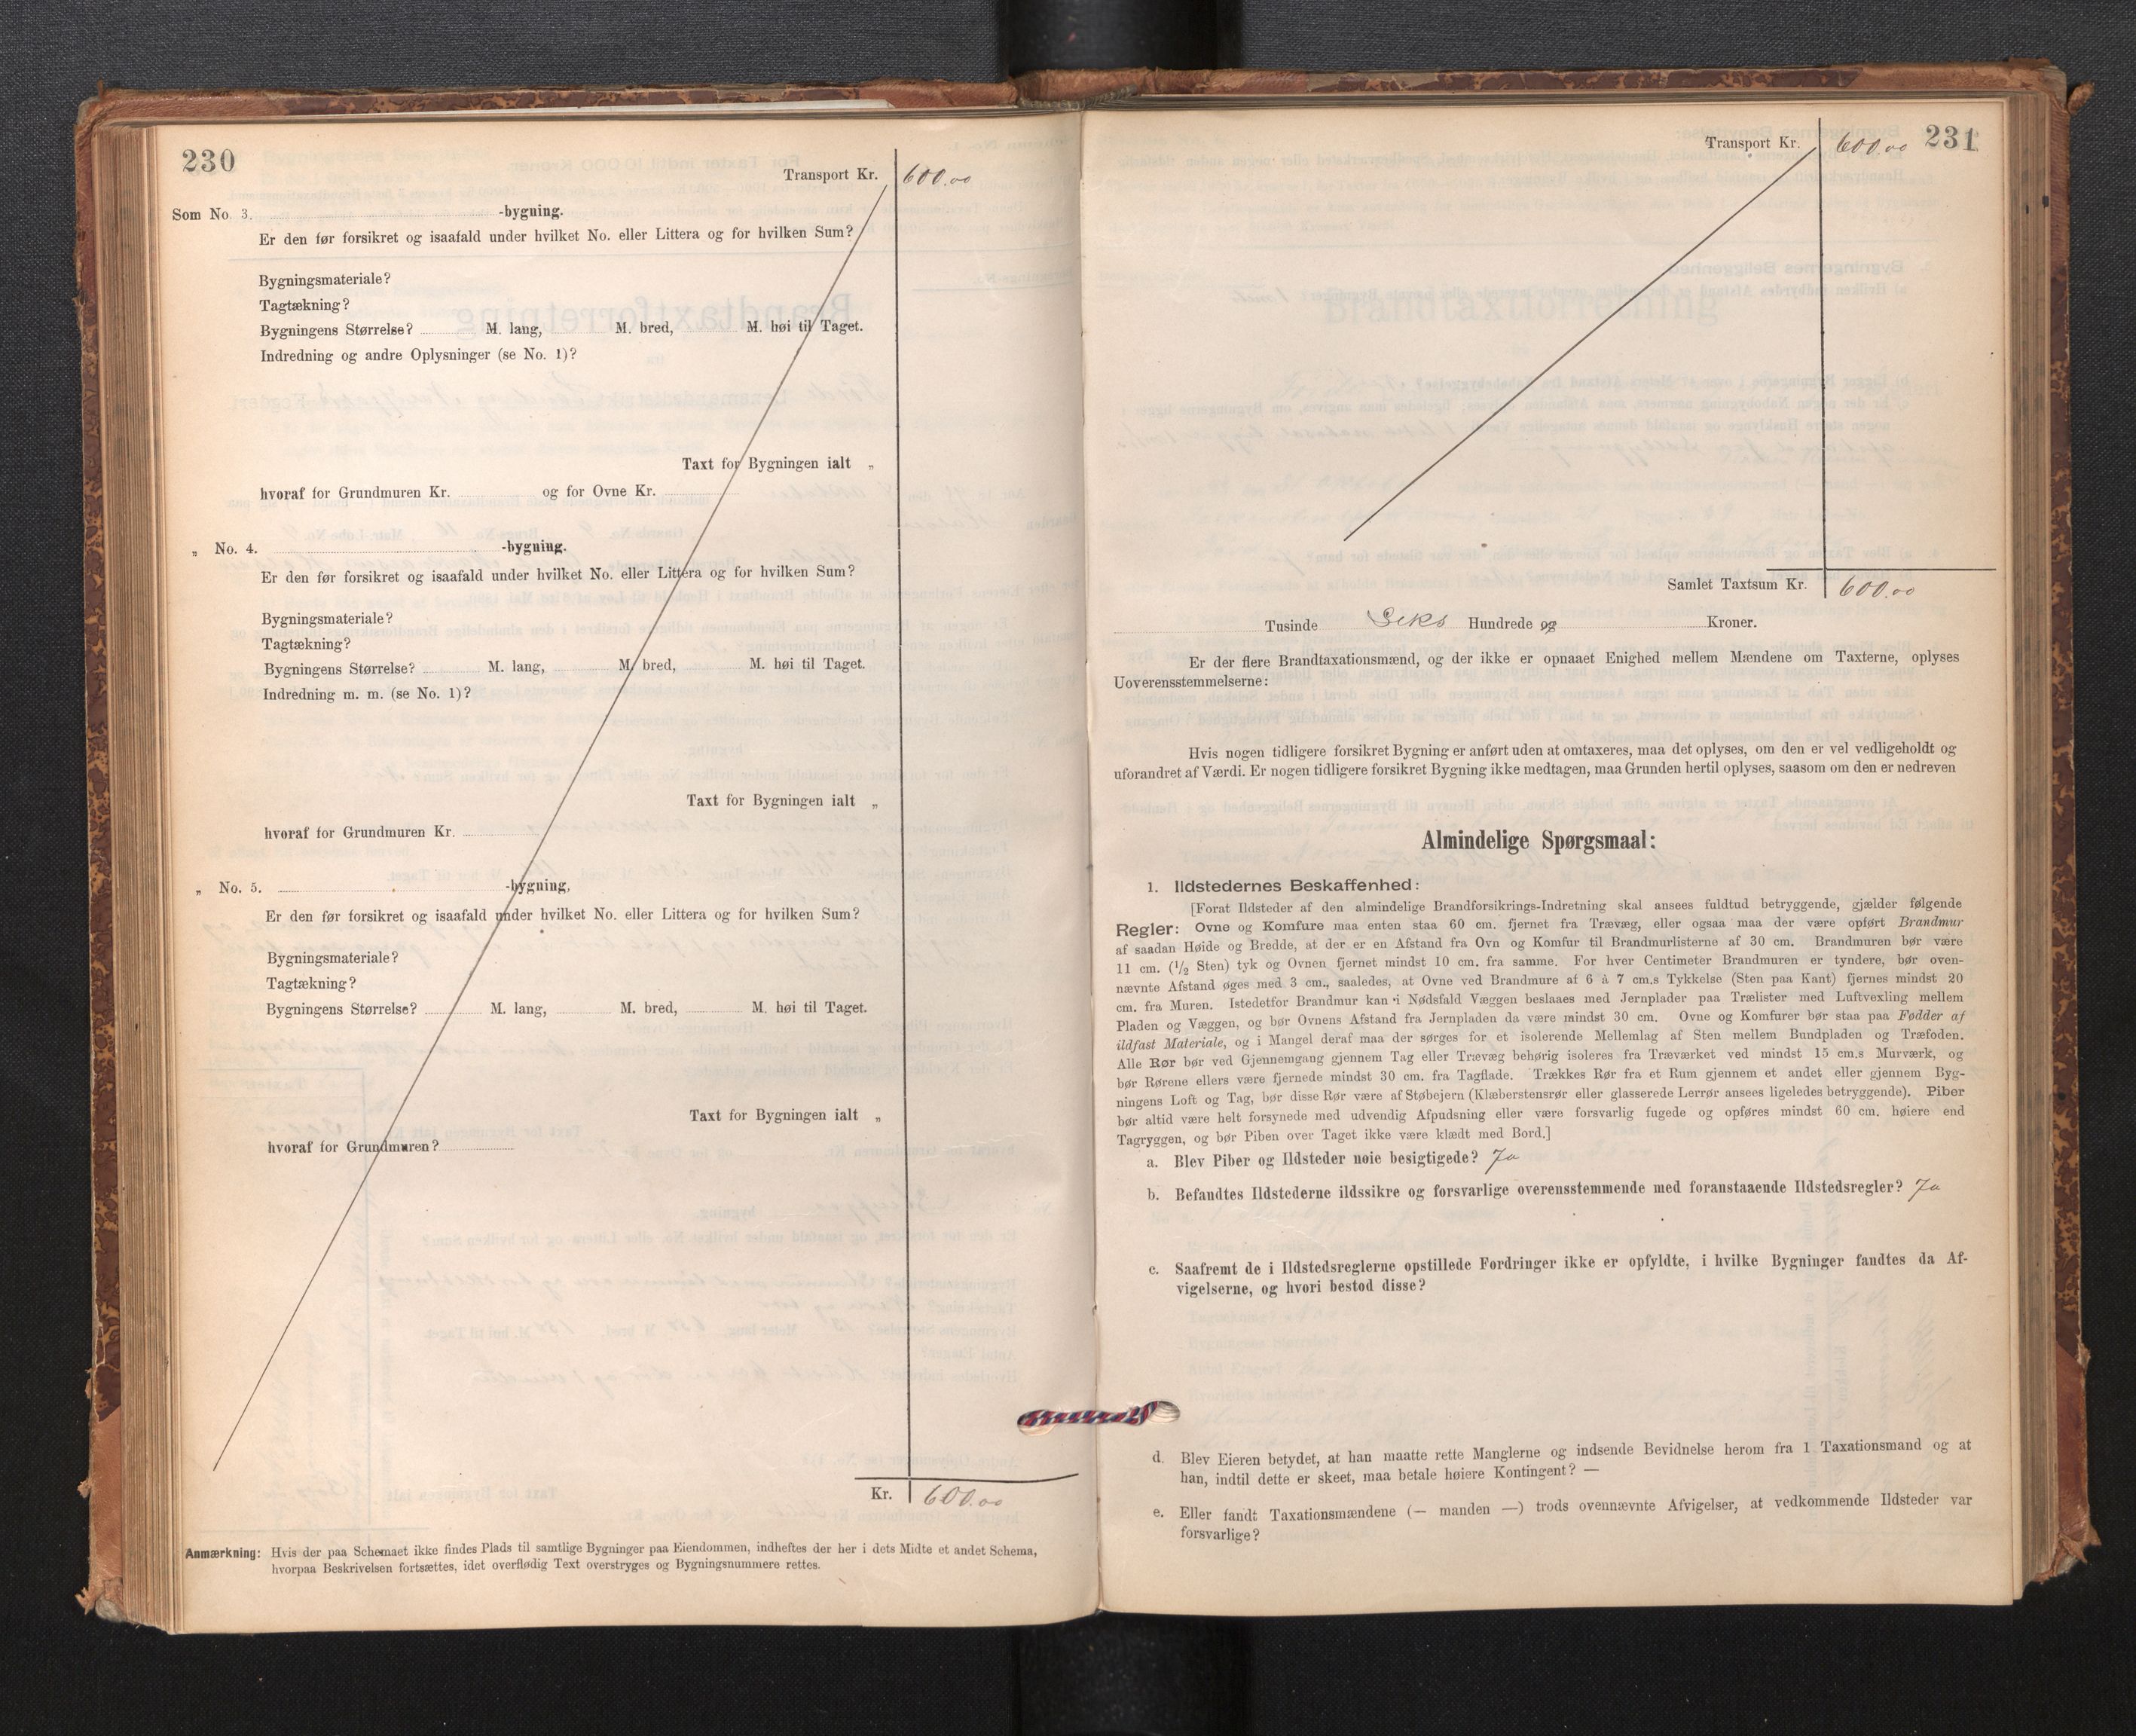 230
Transport Kr. 600.00
Som No. 3. -bygning.
Er den før forsikret og isaafald under hvilket No. eller Littera og for hvilken Sum?
Bygningsmateriale?
Tagtækning?
Bygningens Størrelse? M. lang, M. bred, M. høi til Taget.
Indredning og andre Oplysninger (se No. 1)?
Taxt for Bygningen ialt „
hvoraf for Grundmuren Kr. og for Ovne Kr.
„ No. 4. -bygning.
Er den før forsikret og isaafald under hvilket No. eller Littera og for hvilken Sum?
Bygningsmateriale?
Tagtækning?
Bygningens Størrelse? M. lang, M. bred, M. høi til Taget.
Indredning m. m. (se No. 1)?
Taxt for Bygningen ialt „
hvoraf for Grundmuren Kr.
„ No. 5. -bygning,
Er den før forsikret og isaafald under hvilket No. eller Littera og for hvilken Sum?
Bygningsmateriale?
Tagtækning?
Bygningens Størrelse? M. lang, M. bred, M. høi til Taget.
Taxt for Bygningen ialt „
hvoraf for Grundmuren?
Kr. 600.00
Anmærkning: Hvis der paa Schemaet ikke findes Plads til samtlige Bygninger paa Eiendommen, indheftes der her i dets Midte et andet Schema,
hvorpaa Beskrivelsen fortsættes, idet overflødig Text overstryges og Bygningsnummere rettes.
Transport Kr. 600.00 231
Samlet Taxtsum Kr. 600.00
Tusinde Seks Hundrede og Kroner.
Er der flere Brandtaxationsmænd, og der ikke er opnaaet Enighed mellem Mændene om Taxterne, oplyses
Uoverensstemmelserne:
Hvis nogen tidligere forsikret Bygning er anført uden at omtaxeres, maa det oplyses, om den er vel vedligeholdt og
uforandret af Værdi. Er nogen tidligere forsikret Bygning ikke medtagen, maa Grunden hertil oplyses, saasom om den er nedreven
Almindelige Spørgsmaal:
1. Ildstedernes Beskaffenhed:
[Forat Ildsteder af den almindelige Brandforsikrings-Indretning skal ansees fuldtud betryggende, gjælder følgende
Regler: Ovne og Komfure maa enten staa 60 cm. fjernet fra Trævæg, eller ogsaa maa der være opført Brandmur
af saadan Høide og Bredde, at der er en Afstand fra Ovn og Komfur til Brandmurlisterne af 30 cm. Brandmuren bør være
11 cm. (1/2 Sten) tyk og Ovnen fjernet mindst 10 cm. fra samme. For hver Centimeter Brandmuren er tyndere, bør oven-
nævnte Afstand øges med 3 cm., saaledes, at Ovne ved Brandmure af 6 à 7 cm.s Tykkelse (Sten paa Kant) fjernes mindst 20
cm. fra Muren. Istedetfor Brandmur kan i Nødsfald Væggen beslaaes med Jernplader paa Trælister med Luftvexling mellem
Pladen og Væggen, og bør Ovnens Afstand fra Jernpladen da være mindst 30 cm. Ovne og Komfurer bør staa paa Fødder af
ildfast Materiale, og i Mangel deraf maa der sørges for et isolerende Mellemlag af Sten mellem Bundpladen og Træfoden.
Alle Rør bør ved Gjennemgang gjennem Tag eller Trævæg behørig isoleres fra Træværket ved mindst 15 cm.s Murværk, og
bør Rørene ellers være fjernede mindst 30 cm. fra Tagflade. Trækkes Rør fra et Rum gjennem et andet eller gjennem Byg-
ningens Loft og Tag, bør disse Rør være af Støbejern (Klæberstensrør eller glasserede Lerrør ansees ligeledes betryggende). Piber
bør altid være helt forsynede med udvendig Afpudsning eller være forsvarlig fugede og opføres mindst 60 cm. høiere end
Tagryggen, og bør Piben over Taget ikke være klædt med Bord.]
a. Blev Piber og Ildsteder nøie besigtigede? Ja
b. Befandtes Ildstederne ildssikre og forsvarlige overensstemmende med foranstaaende Ildstedsregler? Ja
c. Saafremt de i Ildstedsreglerne opstillede Fordringer ikke er opfyldte, i hvilke Bygninger fandtes da Af-
vigelserne, og hvori bestod disse?
d. Blev Eieren betydet, at han maatte rette Manglerne og indsende Bevidnelse herom fra 1 Taxationsmand og at
han, indtil dette er skeet, maa betale høiere Kontingent? —
e. Eller fandt Taxationsmændene (— manden —) trods ovennævnte Afvigelser, at vedkommende Ildsteder var
forsvarlige?